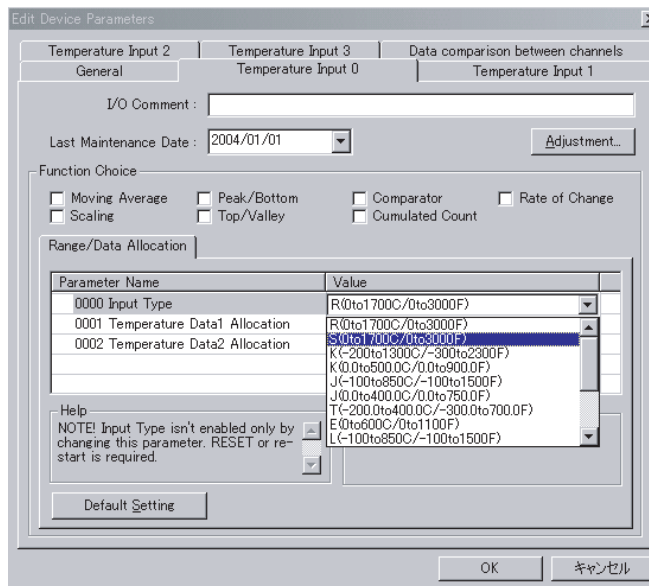 Edit Device Parameters
Temperature Input 2
Temperature Input 3
Data comparison between channels
General
Temperature Input 0
Temperature Input 1
I/O Comment :
Last Maintenance Date :
2004/01/01
Adjustment...
Function Choice
Moving Average
Peak/Bottom
Comparator
Rate of Change
Scaling
Top/Valley
Cumulated Count
Range/Data Allocation
Parameter Name
Value
0000 Input Type
R(0to1700C/0to3000F)
0001 Temperature Data1 Allocation
0002 Temperature Data2 Allocation
R(0to1700C/0to3000F)
S(0to1700C/0to3000F)
K(-200to1300C/-300to2300F)
K(0.0to500.0C/0.0to900.0F)
J(-100to850C/-100to1500F)
J(0.0to400.0C/0.0to750.0F)
T(-200.0to400.0C/-300.0to700.0F)
E(0to600C/0to1100F)
L(-100to850C/-100to1500F)
Help
NOTE! Input Type isn't enabled only by
changing this parameter. RESET or re-
start is required.
Default Setting
OK
キャンセル